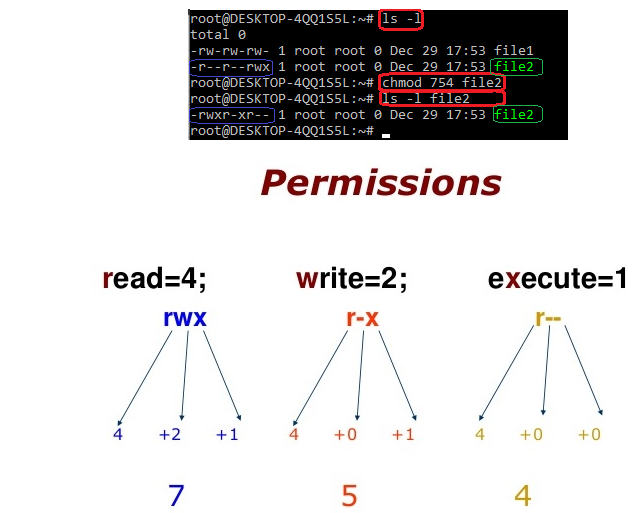 root@DESKTOP-4QQ1S5L:~# ls -l
total 0
-rw-rw-rw- 1 root root 0 Dec 29 17:53 file1
-r--r--rwx 1 root root 0 Dec 29 17:53 file2
root@DESKTOP-4QQ1S5L:~# chmod 754 file2
root@DESKTOP-4QQ1S5L:~# ls -l file2
-rwxr-xr-- 1 root root 0 Dec 29 17:53 file2
root@DESKTOP-4QQ1S5L:~#
Permissions
read=4; write=2; execute=1
rwx r-x r--
4 +2 +1 4 +0 +1 4 +0 +0
7 5 4